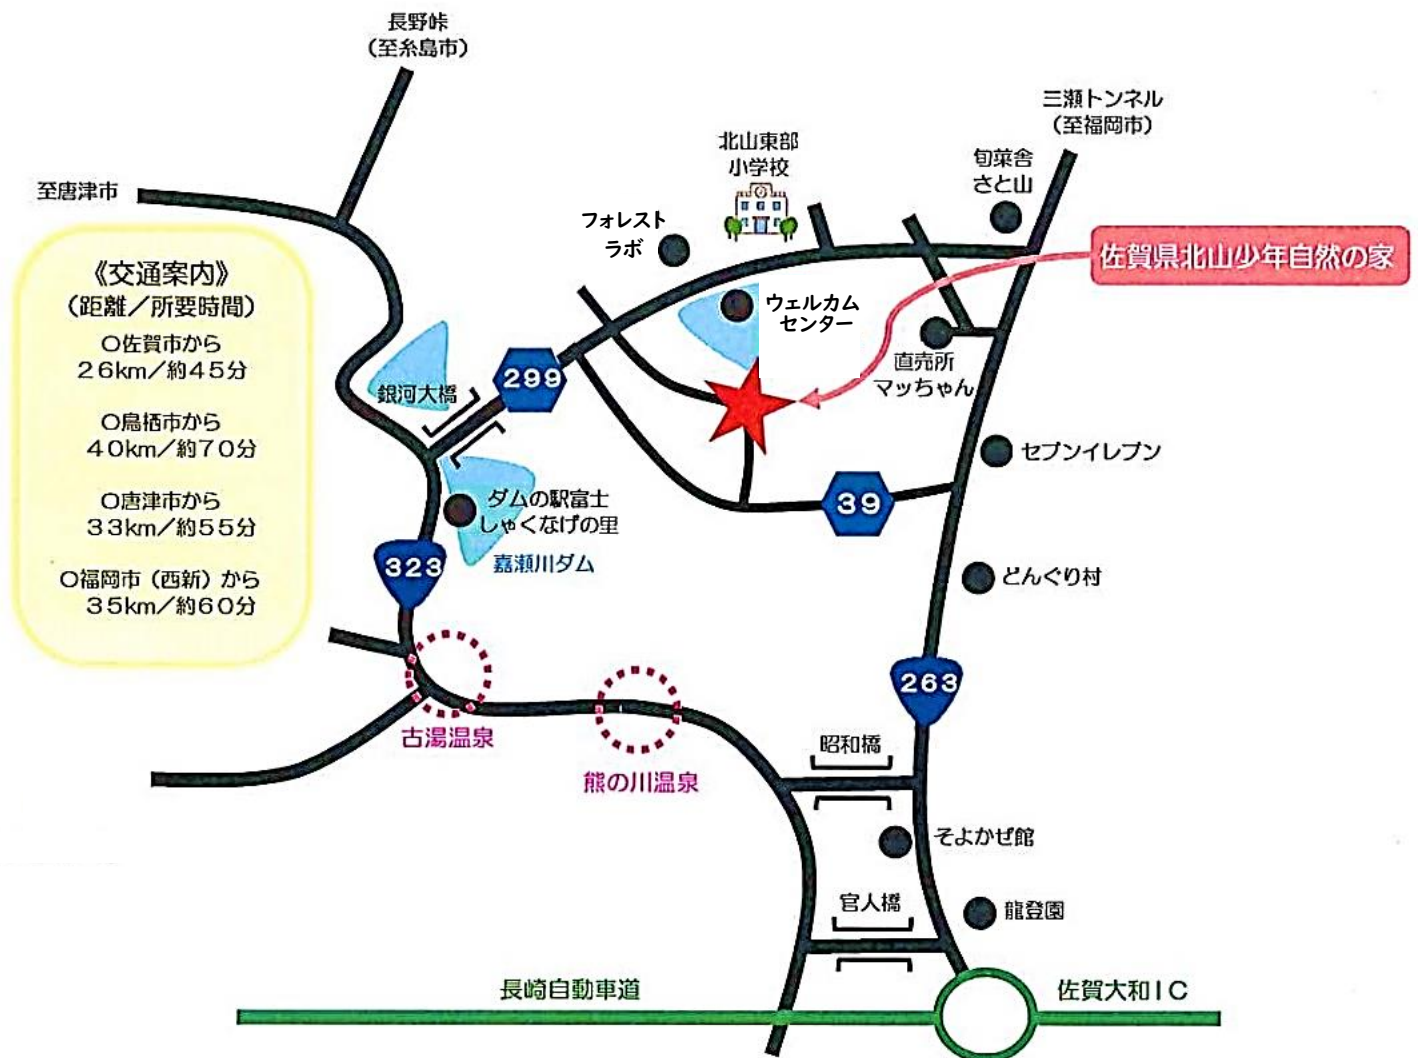 長野峠
(至糸島市)
三瀬トンネル
(至福岡市)
北山東部
小学校
旬菜舎
さと山
至唐津市
フォレスト
ラボ
佐賀県北山少年自然の家
《交通案内》
(距離/所要時間)
〇佐賀市から
26km/約45分
〇鳥栖市から
40km/約70分
〇唐津市から
33km/約55分
〇福岡市(西新)から
35km/約60分
ウェルカム
センター
直売所
マッちゃん
299
銀河大橋
セブンイレブン
39
ダムの駅富士
しゃくなげの里
嘉瀬川ダム
323
どんぐり村
263
古湯温泉
熊の川温泉
昭和橋
そよかぜ館
官人橋
龍登園
長崎自動車道
佐賀大和IC